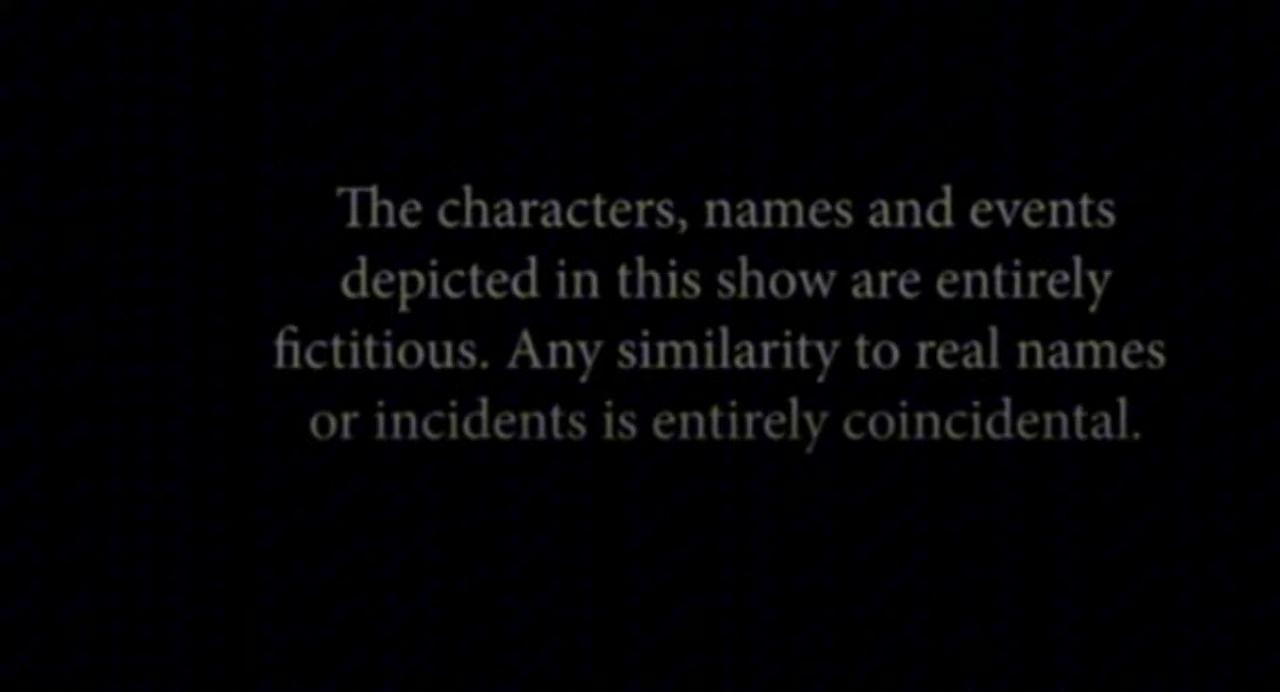 The characters, names and events
depicted in this show are entirely
fictitious. Any similarity to real names
or incidents is entirely coincidental.